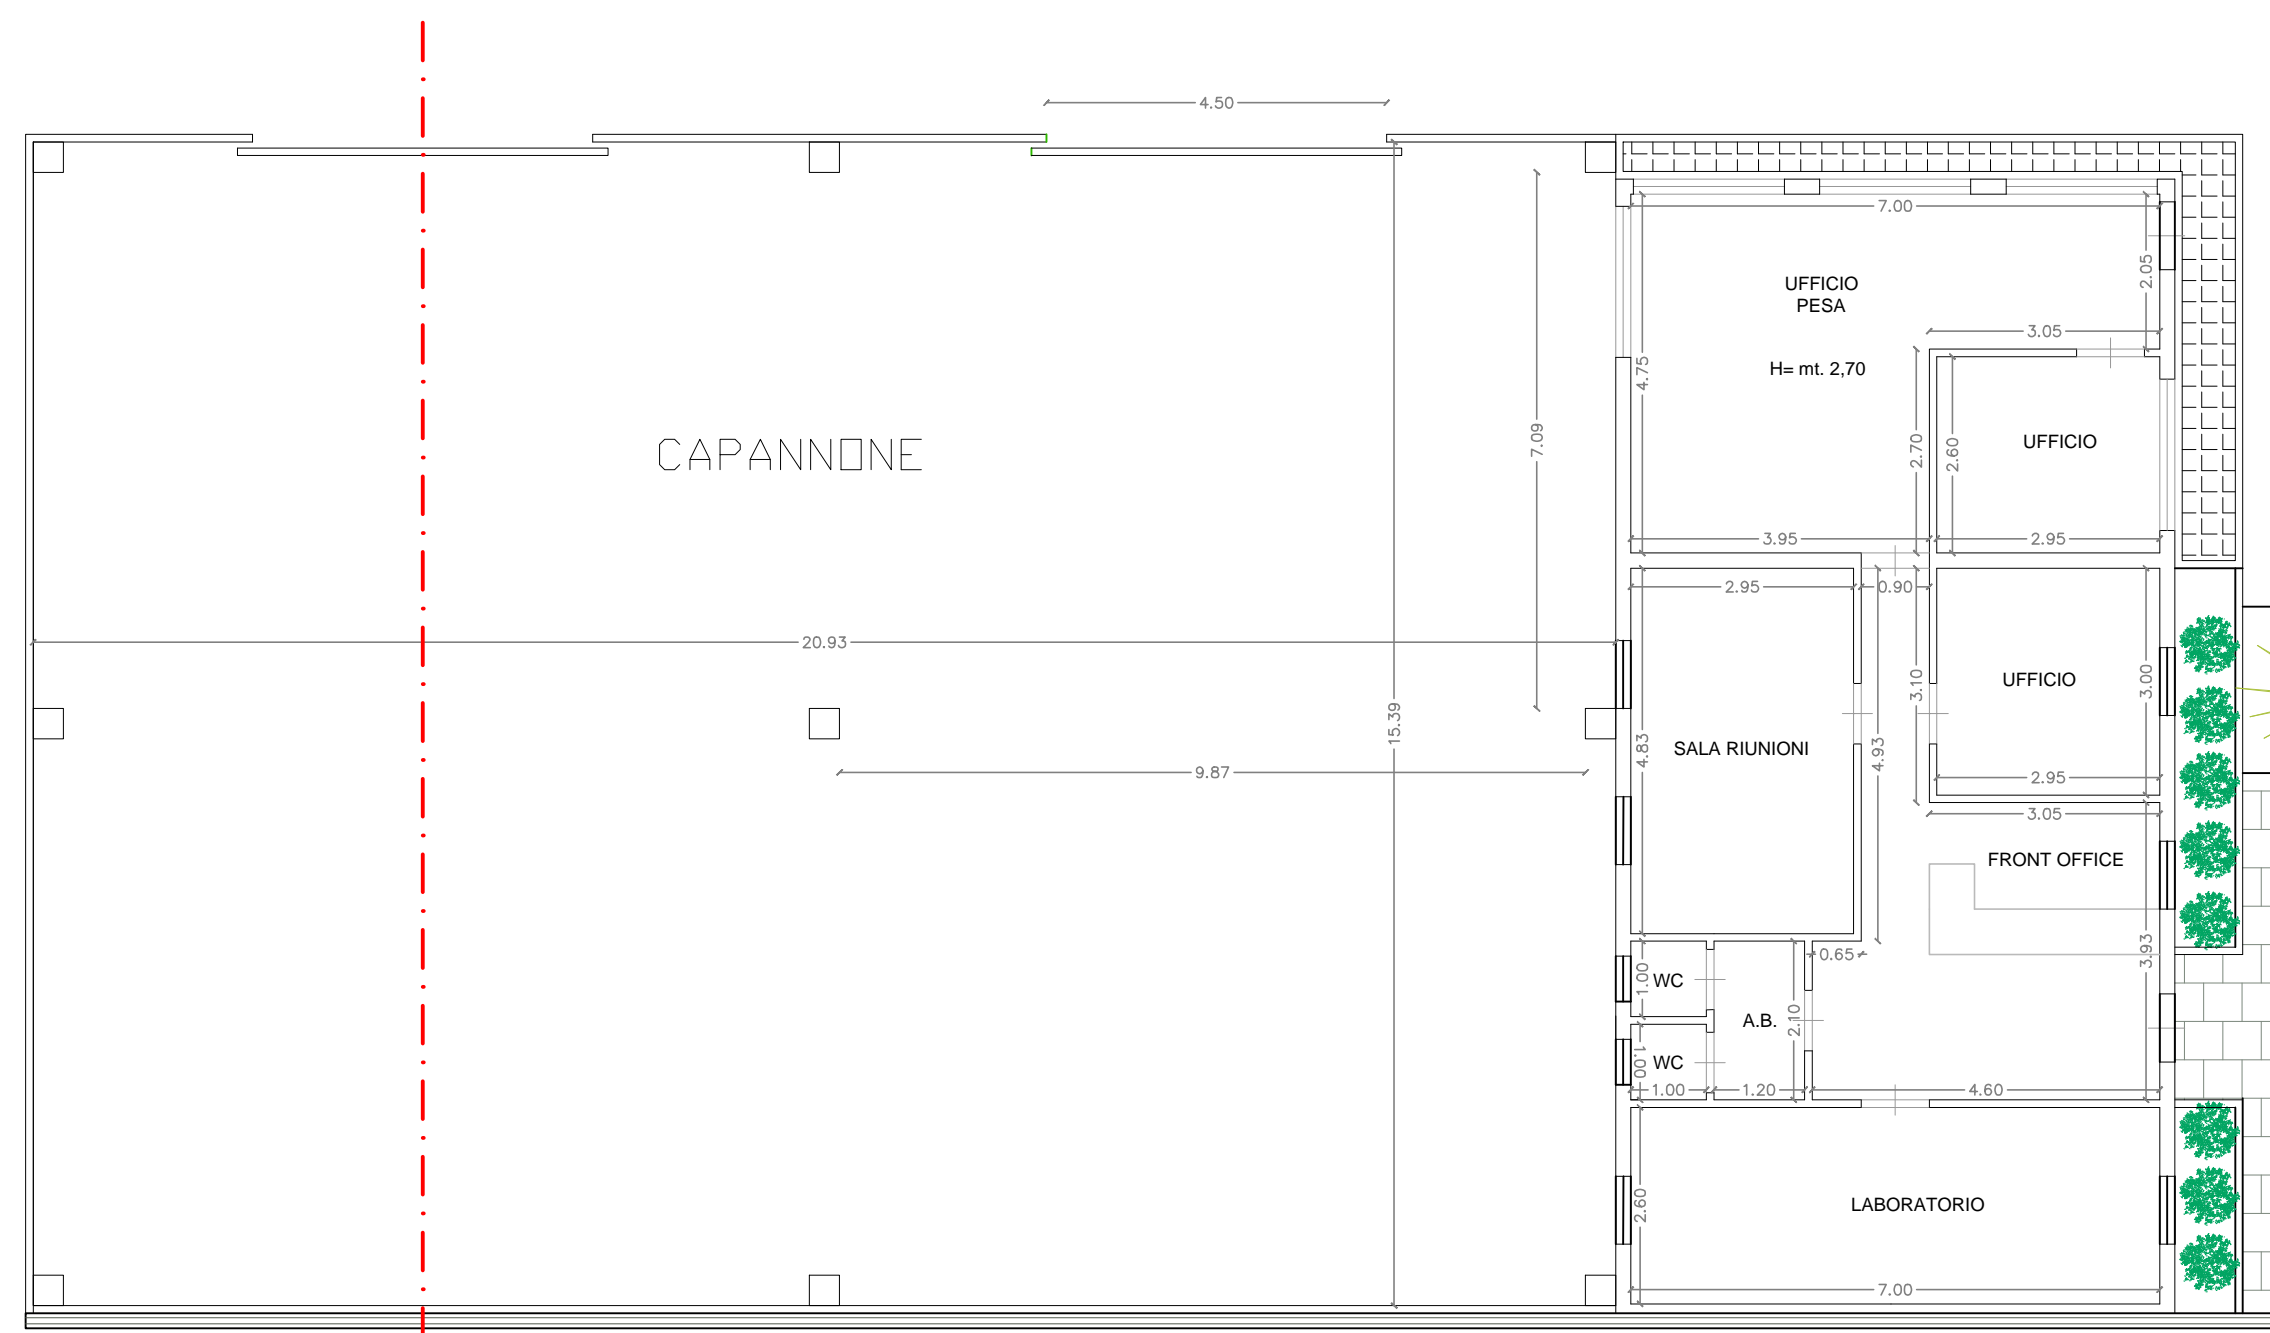 4.50
7.00
2.05
UFFICIO
PESA
3.05
H= mt. 2,70
4.75
7.09
CAPANNONE
2.70
2.60
UFFICIO
3.95
2.95
2.95
0.90
20.93
3.10
UFFICIO
3.00
15.39
4.83
SALA RIUNIONI
4.93
9.87
2.95
3.05
FRONT OFFICE
3.93
0.65
1.00
WC
A.B.
2.10
1.00
WC
1.00
1.20
4.60
2.60
LABORATORIO
7.00